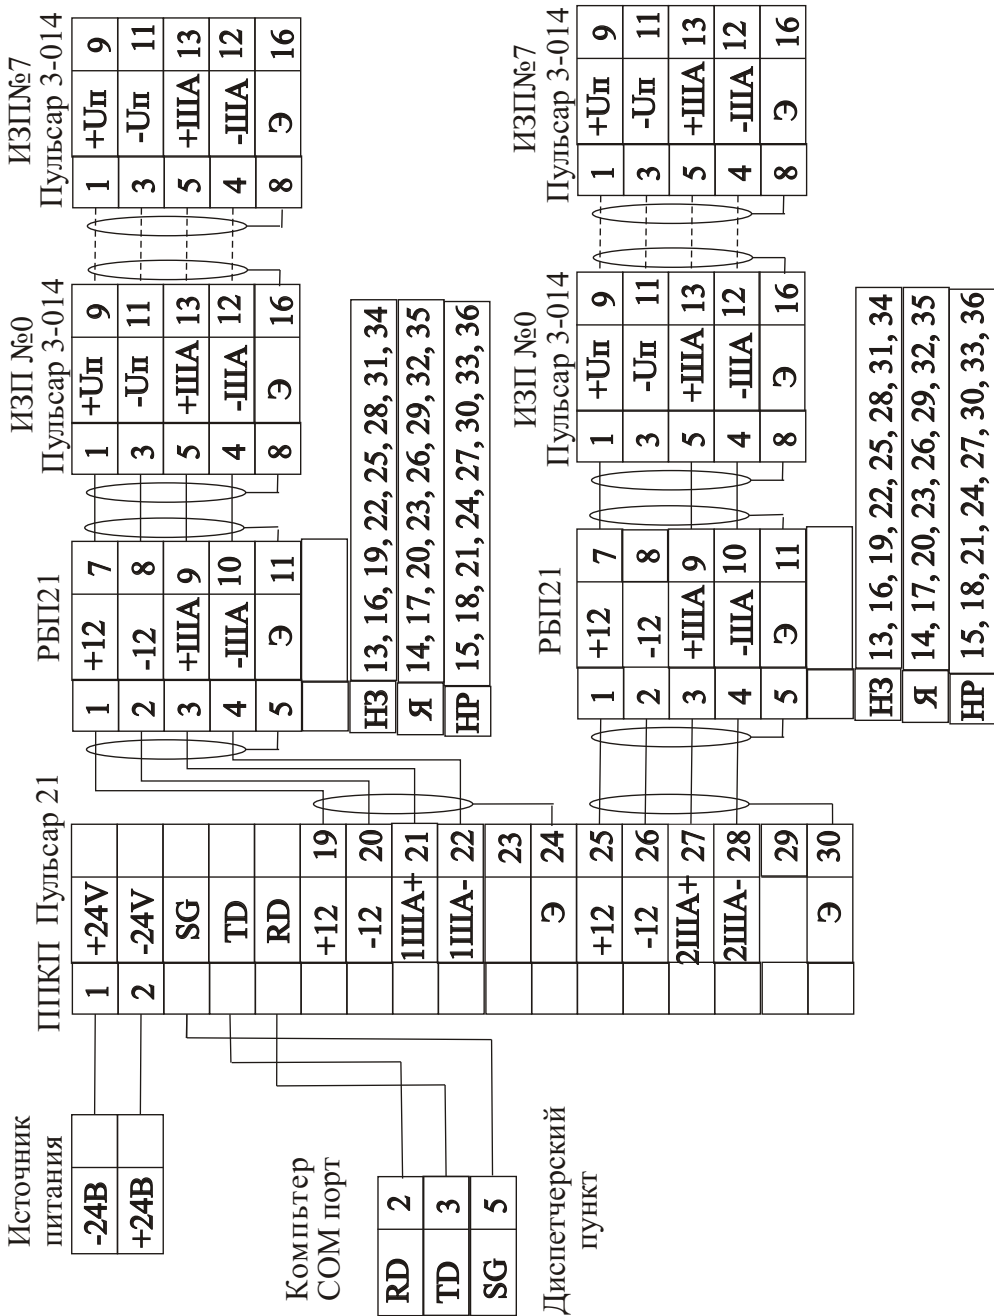 Источник
питания
-24В
+24В
Компьтер
COM порт
RD 2
TD 3
SG 5
Диспетчерский
пункт
ППКП Пульсар 21
1 +24V
2 -24V
SG
TD
RD
+12 19
-12 20
1ША+ 21
1ША- 22
23
Э 24
+12 25
-12 26
2ША+ 27
2ША- 28
29
Э 30
РБП21
1 +12 7
2 -12 8
3 +ША 9
4 -ША 10
5 Э 11
НЗ 13, 16, 19, 22, 25, 28, 31, 34
Я 14, 17, 20, 23, 26, 29, 32, 35
НР 15, 18, 21, 24, 27, 30, 33, 36
ИЗП №0
Пульсар 3-014
1 +Uп 9
3 -Uп 11
5 +ША 13
4 -ША 12
8 Э 16
ИЗП№7
Пульсар 3-014
1 +Uп 9
3 -Uп 11
5 +ША 13
4 -ША 12
8 Э 16
РБП21
1 +12 7
2 -12 8
3 +ША 9
4 -ША 10
5 Э 11
НЗ 13, 16, 19, 22, 25, 28, 31, 34
Я 14, 17, 20, 23, 26, 29, 32, 35
НР 15, 18, 21, 24, 27, 30, 33, 36
ИЗП №0
Пульсар 3-014
1 +Uп 9
3 -Uп 11
5 +ША 13
4 -ША 12
8 Э 16
ИЗП№7
Пульсар 3-014
1 +Uп 9
3 -Uп 11
5 +ША 13
4 -ША 12
8 Э 16